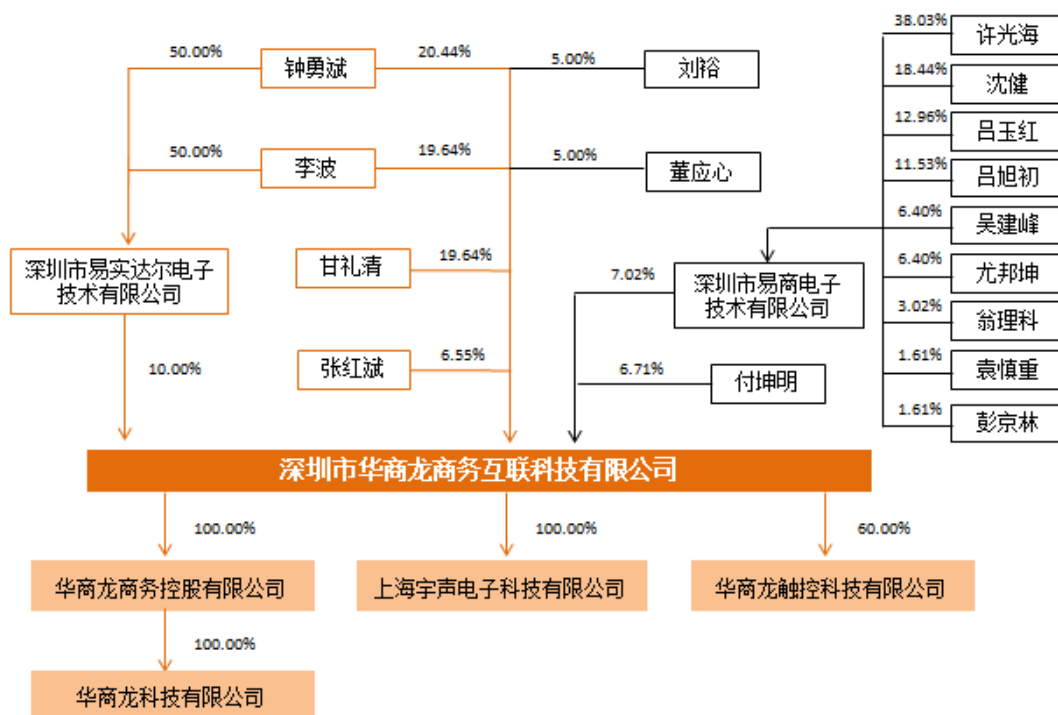 38.03%
许光海
50.00%
钟勇斌
20.44%
5.00%
刘裕
18.44%
沈健
12.96%
吕玉红
50.00%
李波
19.64%
5.00%
董应心
11.53%
吕旭初
6.40%
吴建峰
深圳市易实达尔电子
技术有限公司
甘礼清
19.64%
7.02%
深圳市易商电子
技术有限公司
6.40%
尤邦坤
3.02%
翁理科
10.00%
张红斌
6.55%
6.71%
付坤明
1.61%
袁慎重
1.61%
彭京林
深圳市华商龙商务互联科技有限公司
100.00%
100.00%
60.00%
华商龙商务控股有限公司
上海宇声电子科技有限公司
华商龙触控科技有限公司
100.00%
华商龙科技有限公司